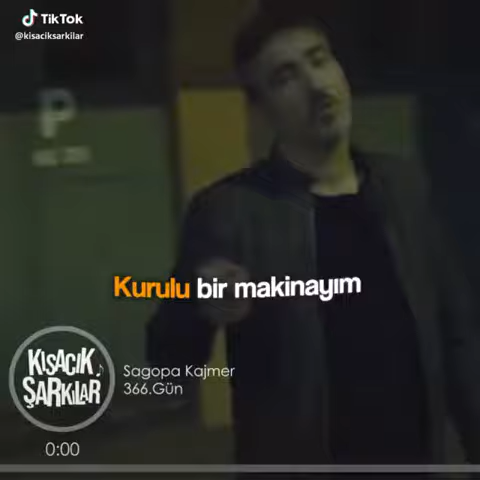 TikTok
@kisaciksarkilar
P
Kurulu bir makinayım
KISACIK
ŞARKILAR
Sagopa Kajmer
366.Gün
0:00